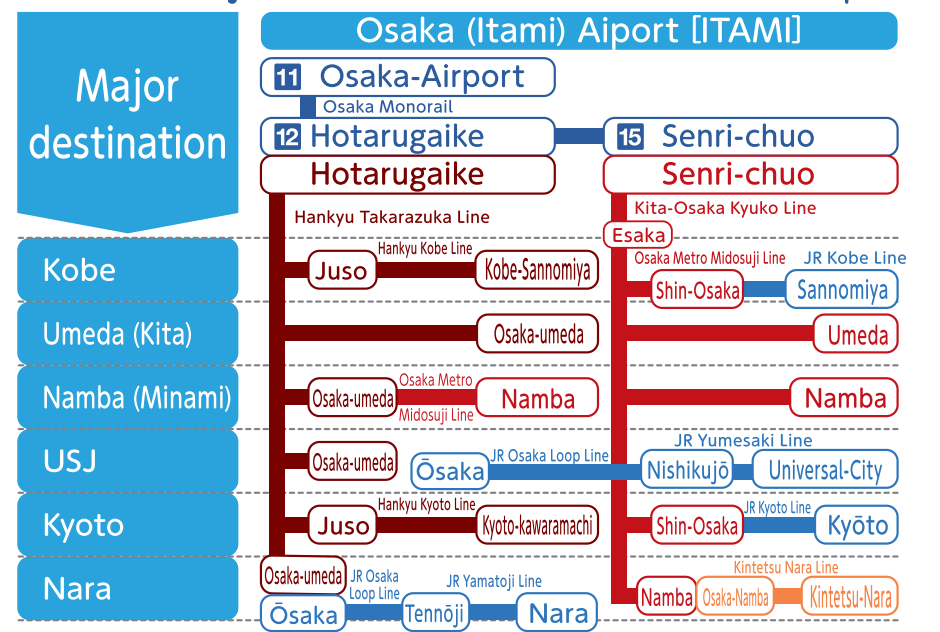 Major
destination
Osaka (Itami) Aiport [ITAMI]
11 Osaka-Airport
Osaka Monorail
12 Hotarugaike
15 Senri-chuo
Hotarugaike
Senri-chuo
Hankyu Takarazuka Line
Kita-Osaka Kyuko Line
Esaka
Kobe
Juso
Hankyu Kobe Line
Kobe-Sannomiya
Osaka Metro Midosuji Line
JR Kobe Line
Shin-Osaka
Sannomiya
Umeda (Kita)
Osaka-umeda
Umeda
Namba (Minami)
Osaka-umeda
Osaka Metro
Midosuji Line
Namba
Namba
USJ
Osaka-umeda
Ōsaka
JR Osaka Loop Line
JR Yumesaki Line
Nishikujō
Universal-City
Kyoto
Juso
Hankyu Kyoto Line
Kyoto-kawaramachi
Shin-Osaka
JR Kyoto Line
Kyōto
Nara
Osaka-umeda
Ōsaka
JR Osaka
Loop Line
Tennōji
JR Yamatoji Line
Nara
Namba
Osaka-Namba
Kintetsu Nara Line
Kintetsu-Nara